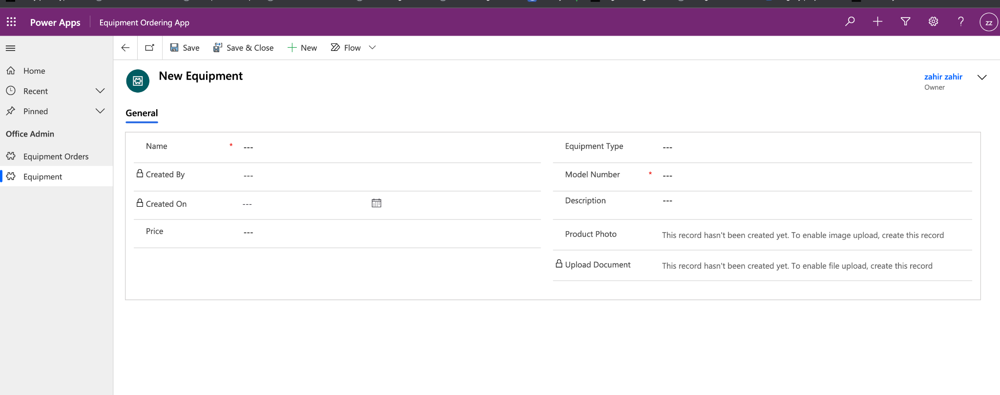 Power Apps Equipment Ordering App ZZ
Save Save & Close New Flow
Home
Recent
Pinned
Office Admin
Equipment Orders
Equipment
New Equipment
zahir zahir
Owner
General
Name * ---
Created By ---
Created On ---
Price ---
Equipment Type ---
Model Number * ---
Description ---
Product Photo This record hasn't been created yet. To enable image upload, create this record
Upload Document This record hasn't been created yet. To enable file upload, create this record